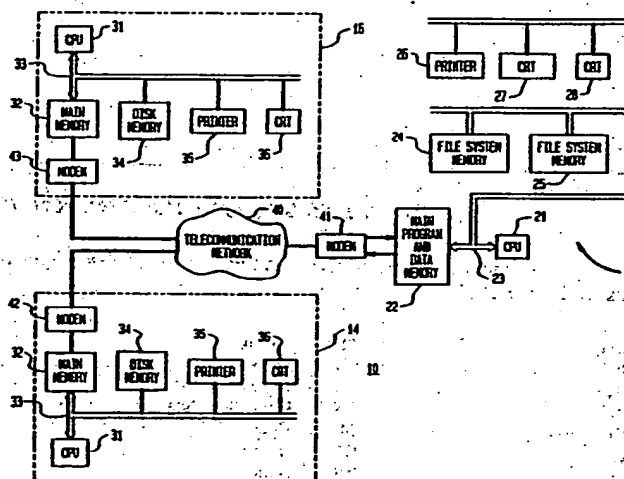 CPU
31
15
33
32
MAIN
MEMORY
DISK
MEMORY
34
PRINTER
35
CRT
36
43
MODEM
26
PRINTER
CRT
27
CRT
28
24
FILE SYSTEM
MEMORY
FILE SYSTEM
MEMORY
25
40
TELECOMMUNICATION
NETWORK
41
MODEM
MAIN
PROGRAM
AND
DATA
MEMORY
22
23
21
CPU
42
MODEM
32
MAIN
MEMORY
34
DISK
MEMORY
35
PRINTER
36
CRT
14
10
33
CPU
31